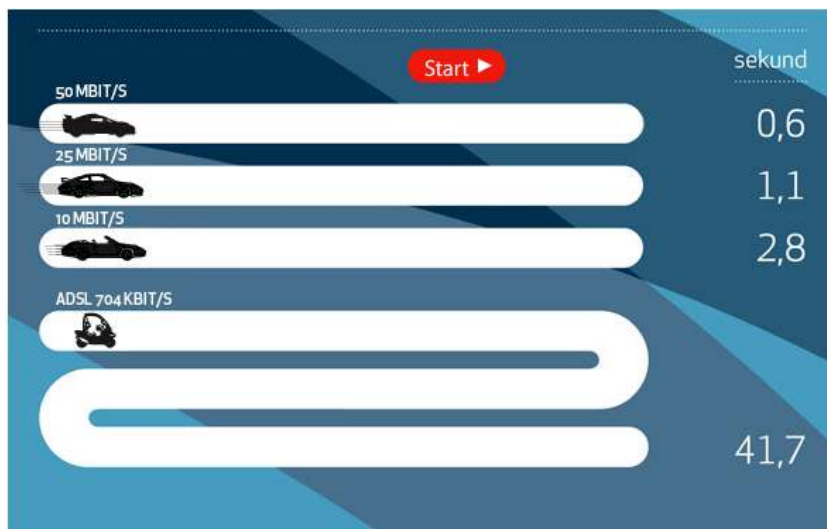 Start
sekund
50 MBIT/S
0,6
25 MBIT/S
1,1
10 MBIT/S
2,8
ADSL 704 KBIT/S
41,7